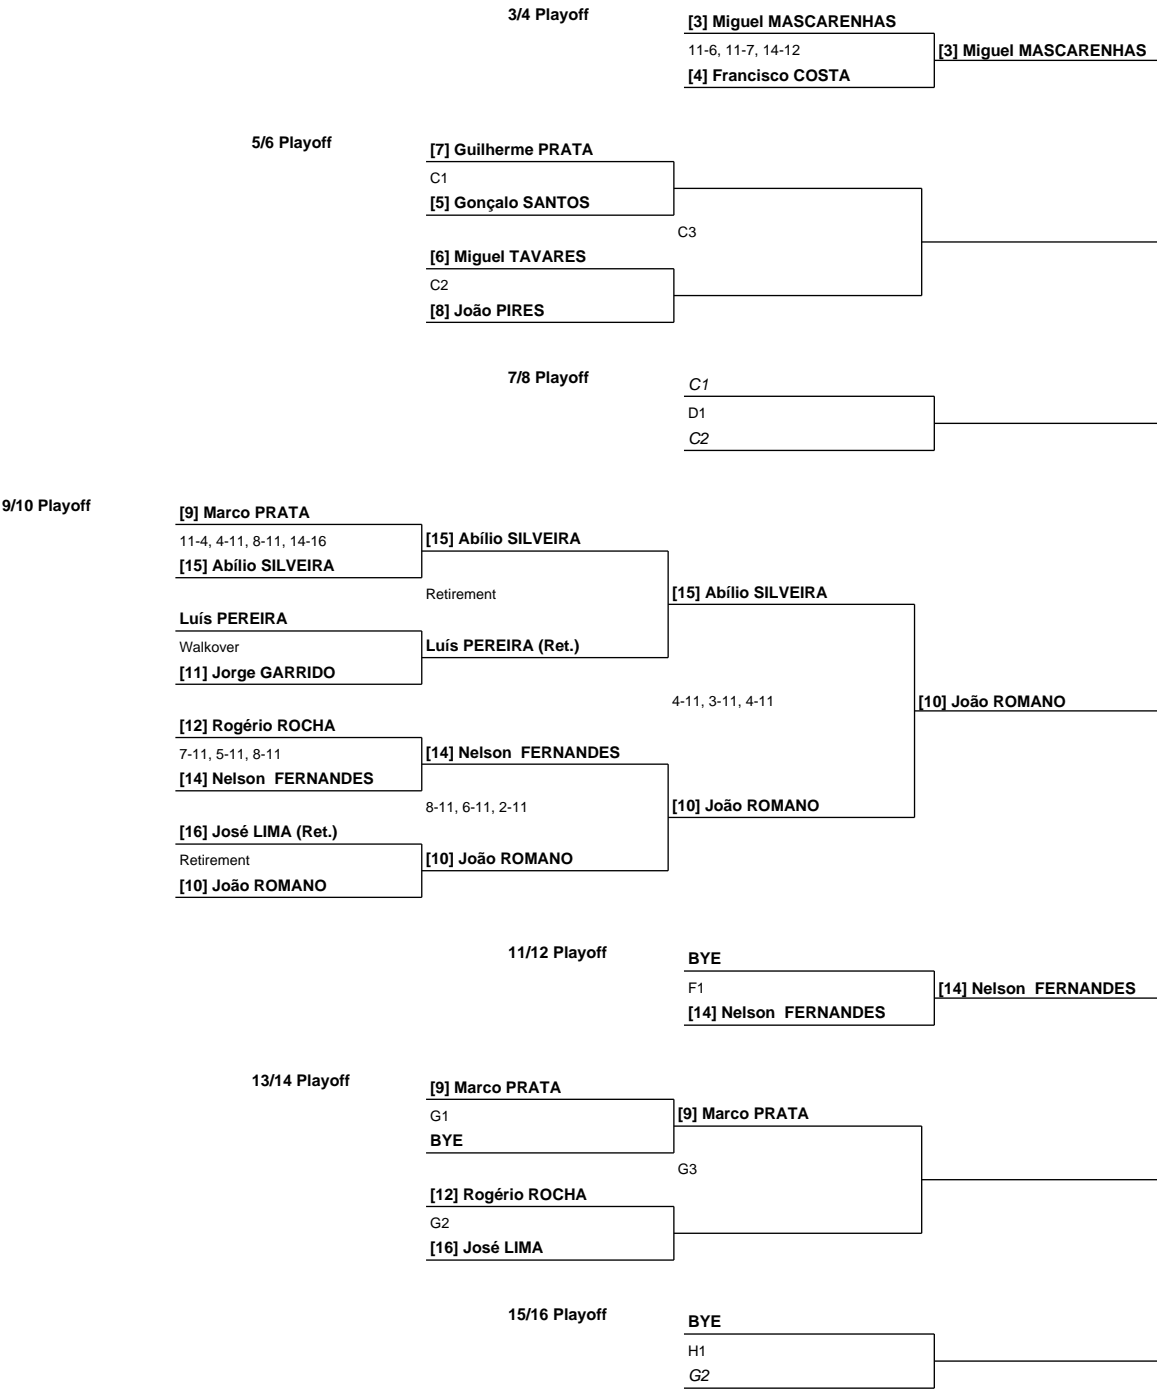 3/4 Playoff
[3] Miguel MASCARENHAS
11-6, 11-7, 14-12
[3] Miguel MASCARENHAS
[4] Francisco COSTA
5/6 Playoff
[7] Guilherme PRATA
C1
[5] Gonçalo SANTOS
C3
[6] Miguel TAVARES
C2
[8] João PIRES
7/8 Playoff
C1
D1
C2
9/10 Playoff
[9] Marco PRATA
11-4, 4-11, 8-11, 14-16
[15] Abílio SILVEIRA
[15] Abílio SILVEIRA
Retirement
[15] Abílio SILVEIRA
Luís PEREIRA
Walkover
Luís PEREIRA (Ret.)
[11] Jorge GARRIDO
4-11, 3-11, 4-11
[10] João ROMANO
[12] Rogério ROCHA
7-11, 5-11, 8-11
[14] Nelson  FERNANDES
[14] Nelson  FERNANDES
8-11, 6-11, 2-11
[10] João ROMANO
[16] José LIMA (Ret.)
Retirement
[10] João ROMANO
[10] João ROMANO
11/12 Playoff
BYE
F1
[14] Nelson  FERNANDES
[14] Nelson  FERNANDES
13/14 Playoff
[9] Marco PRATA
G1
[9] Marco PRATA
BYE
G3
[12] Rogério ROCHA
G2
[16] José LIMA
15/16 Playoff
BYE
H1
G2